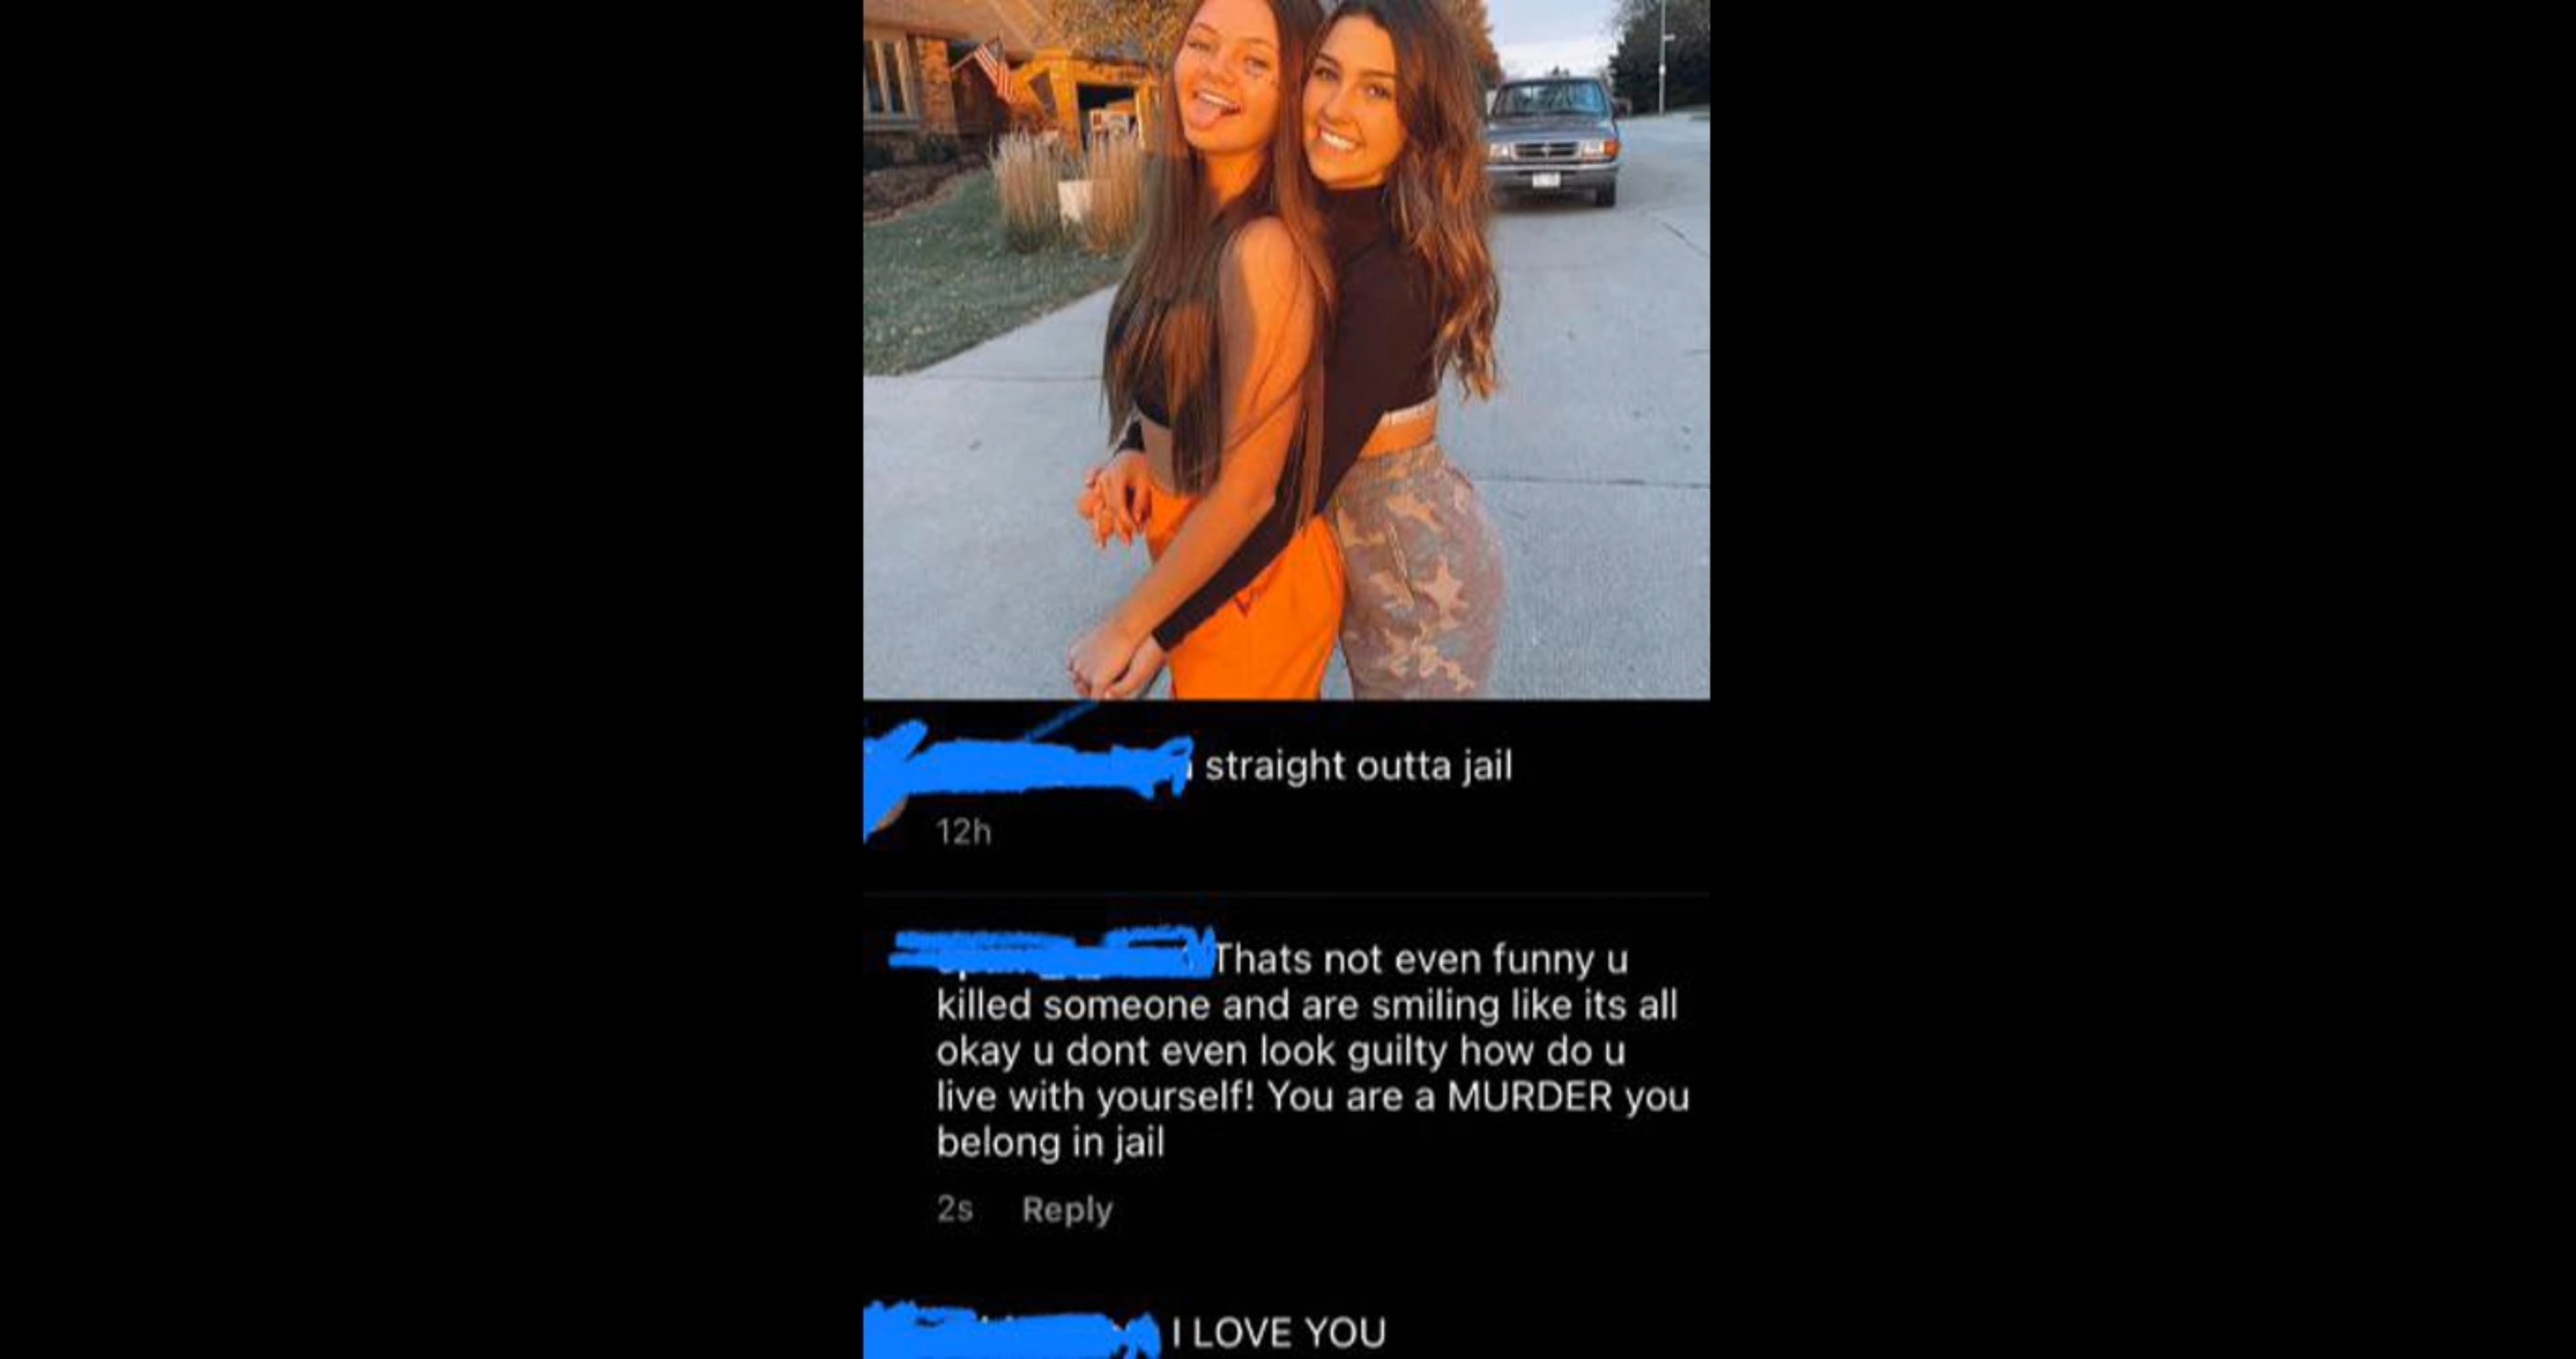 straight outta jail
12h
Thats not even funny u
killed someone and are smiling like its all
okay u dont even look guilty how do u
live with yourself! You are a MURDER you
belong in jail
2s Reply
I LOVE YOU